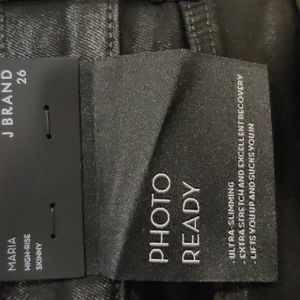 J BRAND
26
MARIA
HIGH-RISE
SKINNY
PHOTO
READY
. ULTRA-SLIMMING
. EXTRA STRETCH AND EXCELLENT RECOVERY
. LIFTS YOU UP AND SUCKS YOU IN